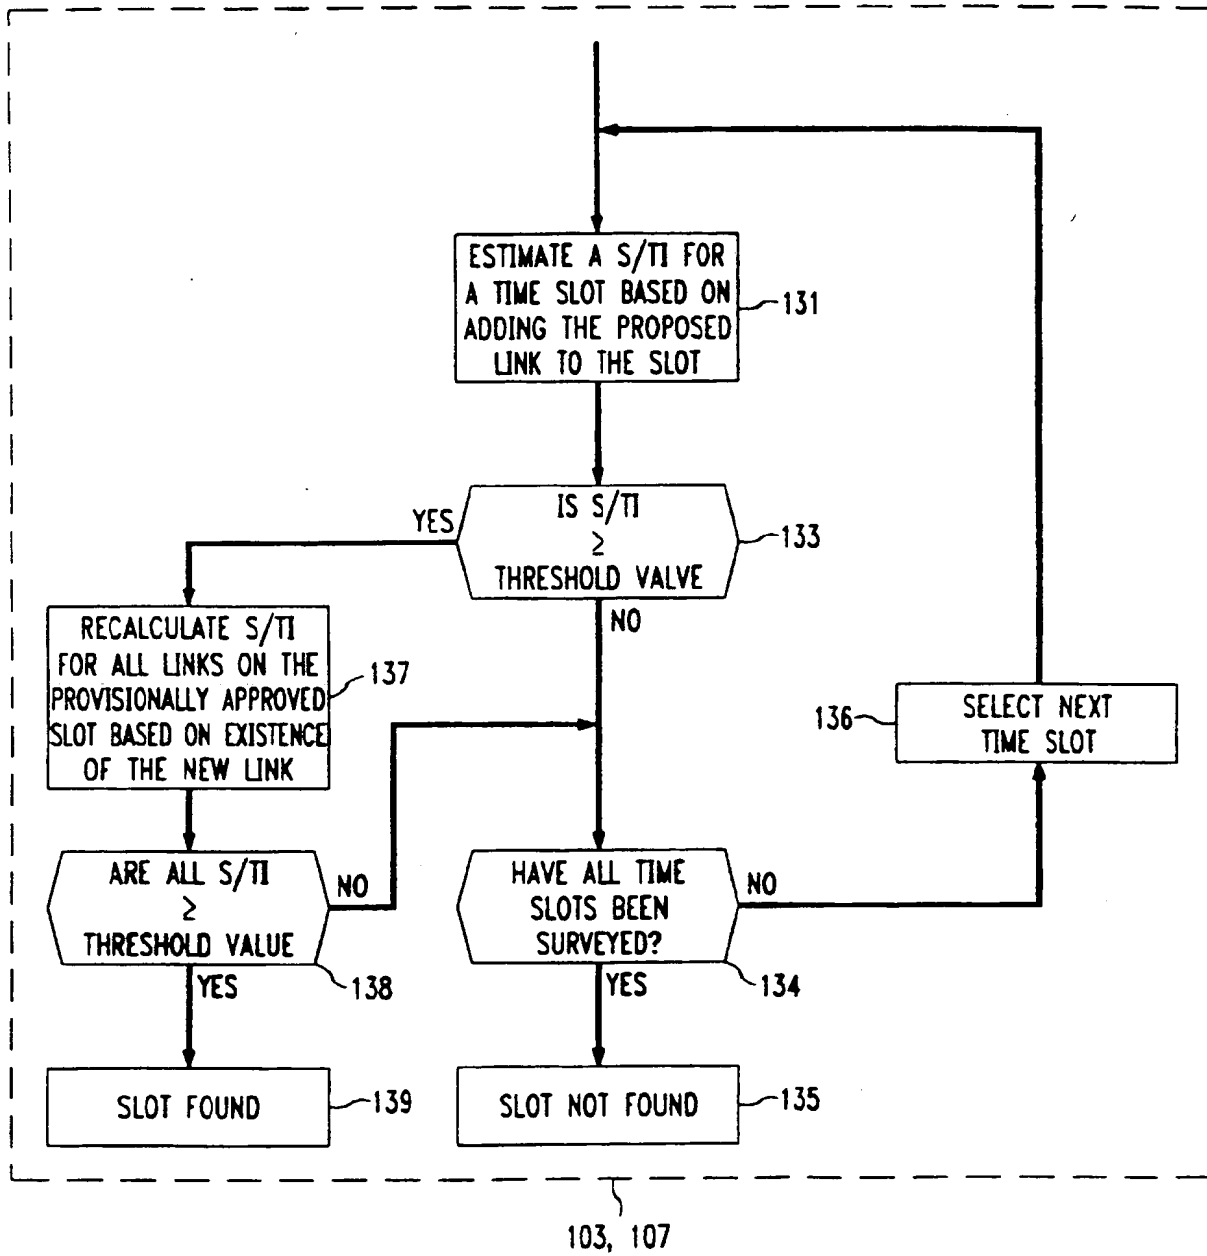 ESTIMATE A S/TI FOR
A TIME SLOT BASED ON
ADDING THE PROPOSED
LINK TO THE SLOT
131
IS S/TI
≥
THRESHOLD VALVE
133
YES
NO
RECALCULATE S/TI
FOR ALL LINKS ON THE
PROVISIONALLY APPROVED
SLOT BASED ON EXISTENCE
OF THE NEW LINK
137
136
SELECT NEXT
TIME SLOT
ARE ALL S/TI
≥
THRESHOLD VALUE
138
NO
YES
HAVE ALL TIME
SLOTS BEEN
SURVEYED?
134
NO
YES
SLOT FOUND
139
SLOT NOT FOUND
135
103, 107